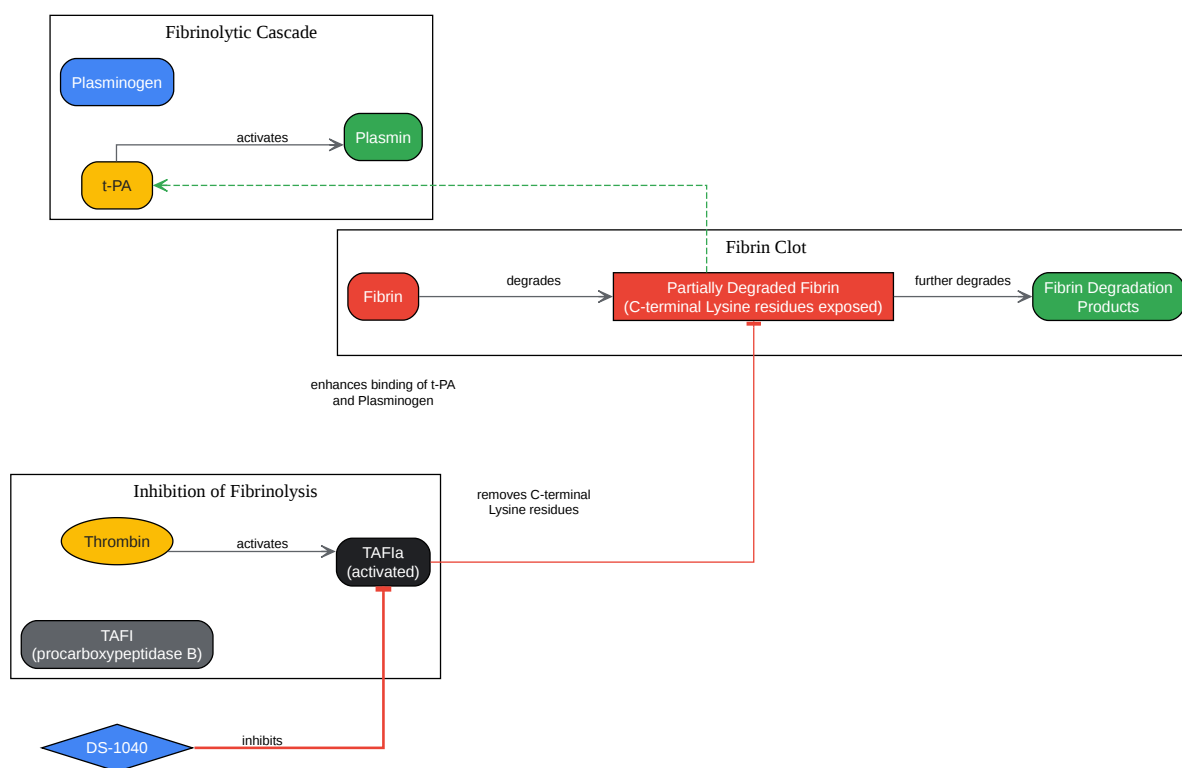 Fibrinolytic Cascade
Plasminogen
activates
Plasmin
t-PA
Fibrin Clot
Fibrin
degrades
Partially Degraded Fibrin
(C-terminal Lysine residues exposed)
further degrades
Fibrin Degradation
Products
enhances binding of t-PA
and Plasminogen
Inhibition of Fibrinolysis
removes C-terminal
Lysine residues
Thrombin
activates
TAFIa
(activated)
TAFI
(procarboxypeptidase B)
DS-1040
inhibits